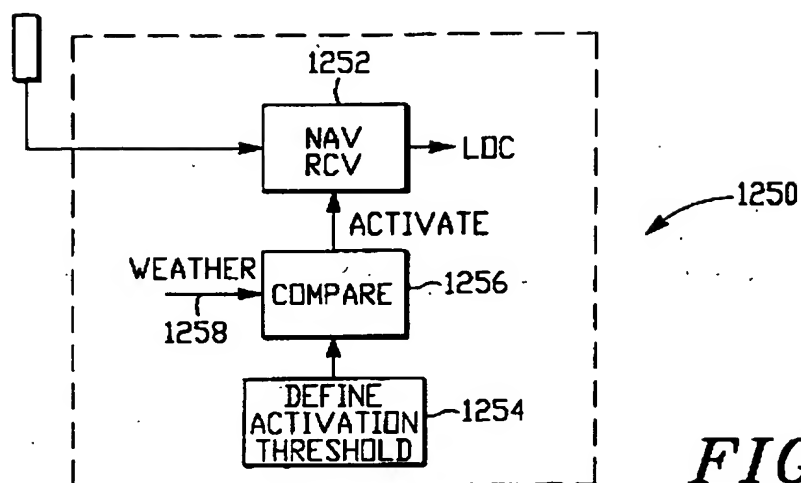 1252
NAV
RCV
LOC
1250
ACTIVATE
WEATHER
COMPARE
1256
1258
DEFINE
ACTIVATION
THRESHOLD
1254
FIG